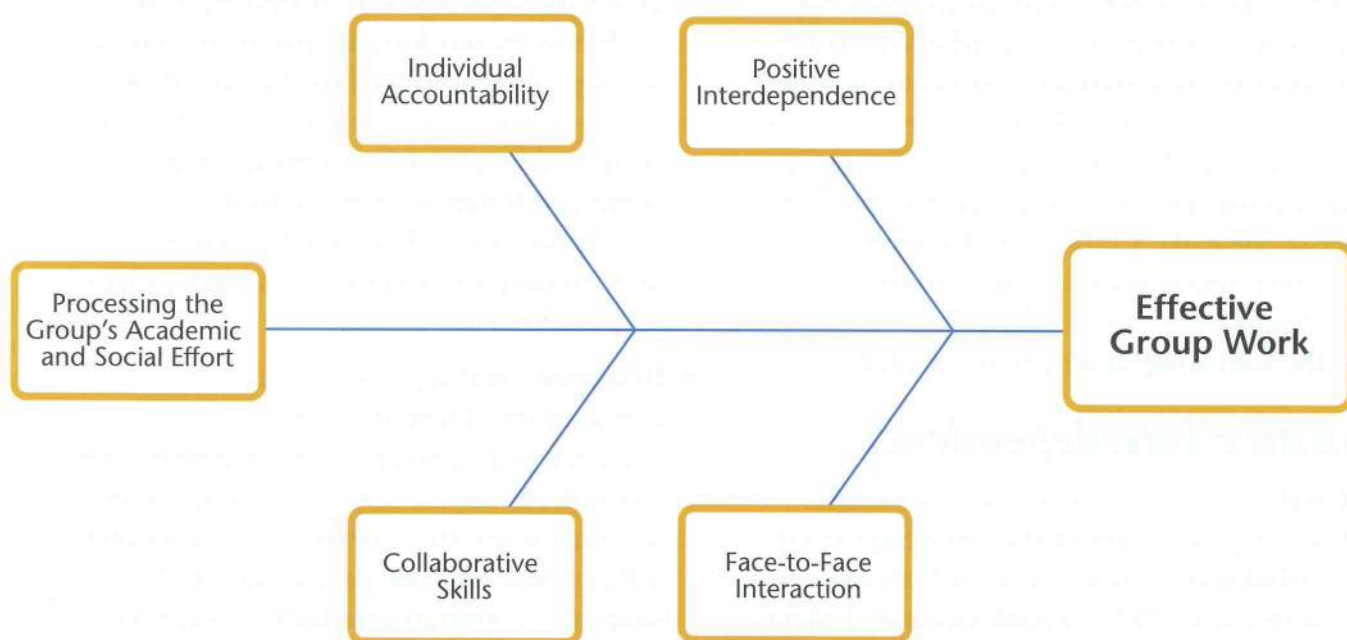 Individual
Accountability
Positive
Interdependence
Processing the
Group's Academic
and Social Effort
Effective
Group Work
Collaborative
Skills
Face-to-Face
Interaction